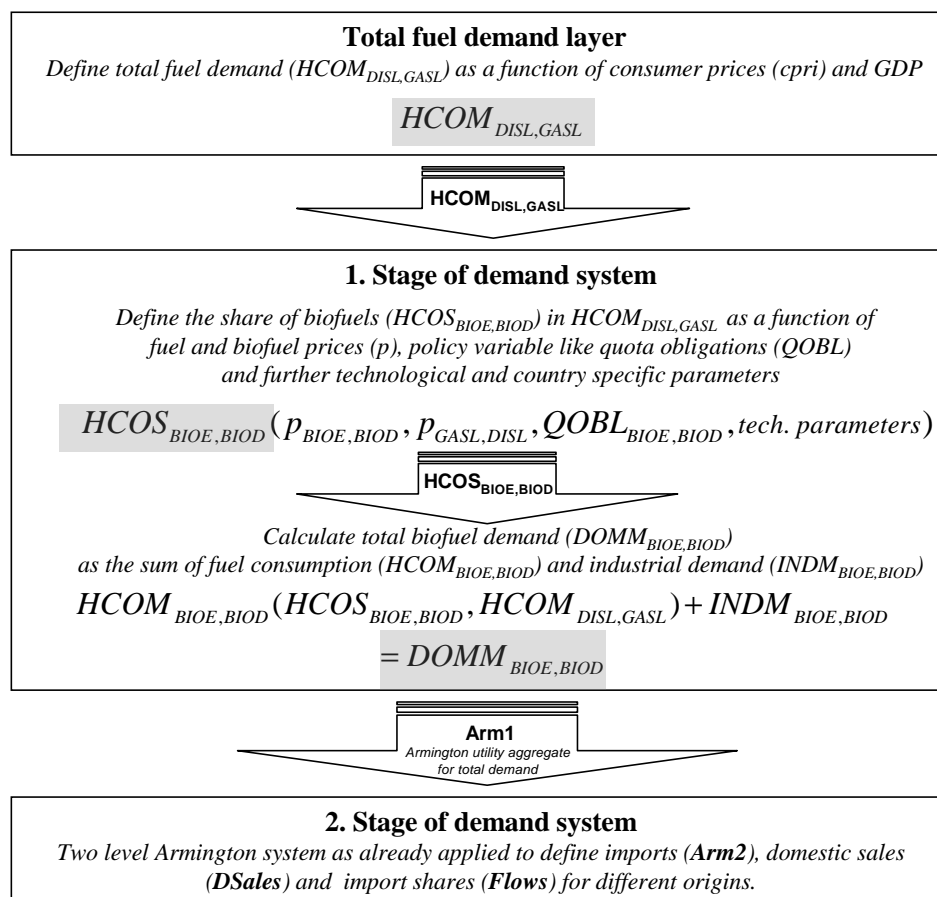 Total fuel demand layer
Define total fuel demand (HCOM_DISL,GASL) as a function of consumer prices (cpri) and GDP
HCOM_DISL,GASL
HCOM_DISL,GASL
1. Stage of demand system
Define the share of biofuels (HCOS_BIOE,BIOD) in HCOM_DISL,GASL as a function of
fuel and biofuel prices (p), policy variable like quota obligations (QOBL)
and further technological and country specific parameters
HCOS_BIOE,BIOD(p_BIOE,BIOD, p_GASL,DISL, QOBL_BIOE,BIOD, tech. parameters)
HCOS_BIOE,BIOD
Calculate total biofuel demand (DOMM_BIOE,BIOD)
as the sum of fuel consumption (HCOM_BIOE,BIOD) and industrial demand (INDM_BIOE,BIOD)
HCOM_BIOE,BIOD(HCOS_BIOE,BIOD, HCOM_DISL,GASL) + INDM_BIOE,BIOD
= DOMM_BIOE,BIOD
Arm1
Armington utility aggregate
for total demand
2. Stage of demand system
Two level Armington system as already applied to define imports (Arm2), domestic sales
(DSales) and import shares (Flows) for different origins.